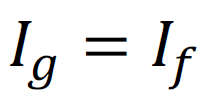 I_g = I_f